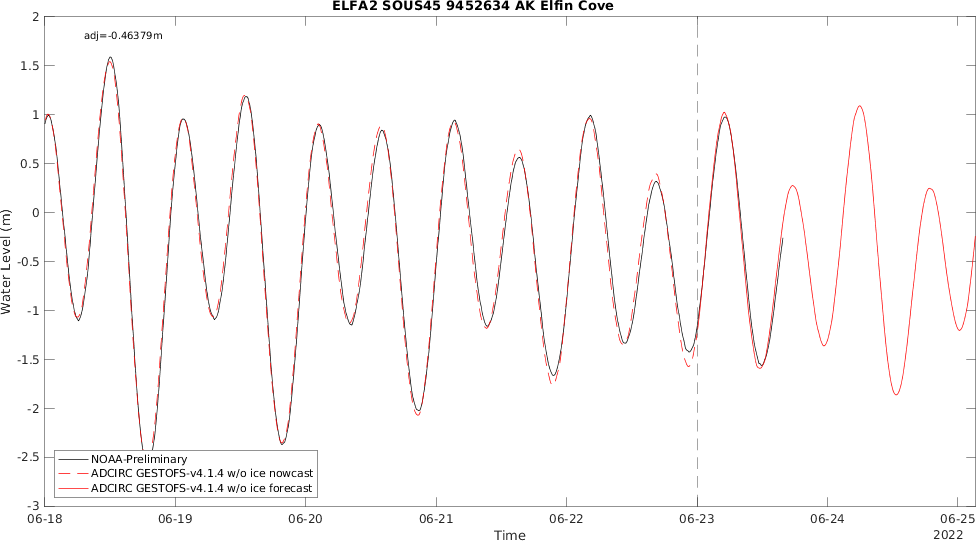 ELFA2 SOUS45 9452634 AK Elfin Cove
adj=-0.46379m
2
1.5
1
0.5
0
-0.5
-1
-1.5
-2
-2.5
-3
Water Level (m)
NOAA-Preliminary
ADCIRC GESTOFS-v4.1.4 w/o ice nowcast
ADCIRC GESTOFS-v4.1.4 w/o ice forecast
06-18 06-19 06-20 06-21 06-22 06-23 06-24 06-25
Time
2022